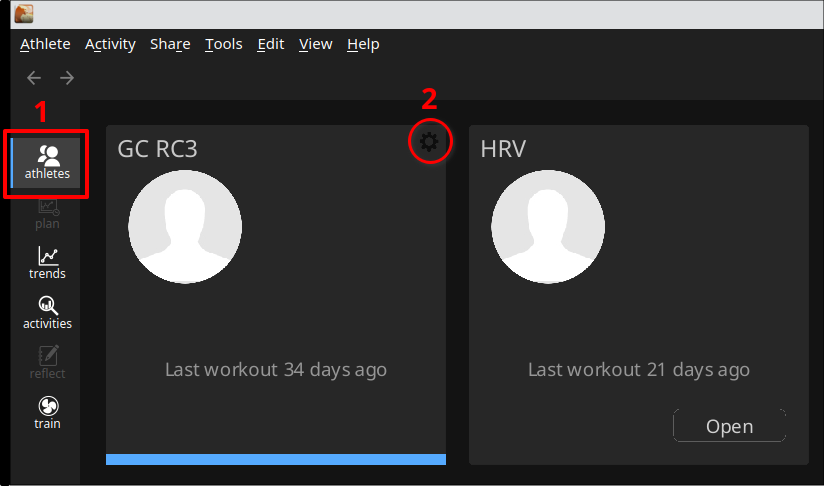 Athlete Activity Share Tools Edit View Help
1
2
athletes
plan
trends
activities
reflect
train
GC RC3
Last workout 34 days ago
HRV
Last workout 21 days ago
Open